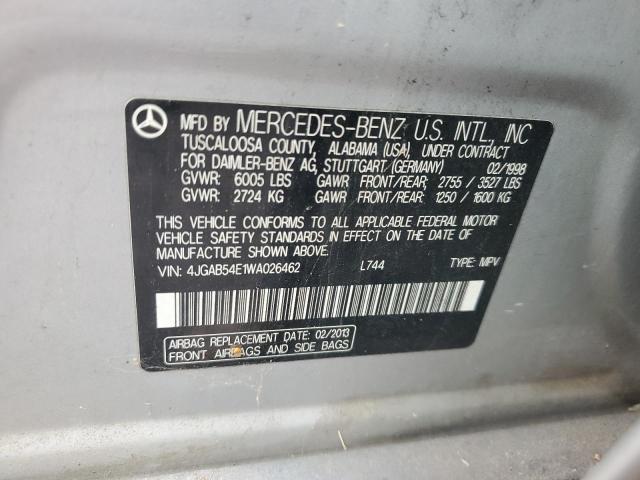 MFD BY MERCEDES-BENZ U.S. INTL., INC
TUSCALOOSA COUNTY, ALABAMA (USA), UNDER CONTRACT
FOR DAIMLER-BENZ AG, STUTTGART (GERMANY) 02/1998
GVWR: 6005 LBS GAWR FRONT/REAR: 2755 / 3527 LBS
GVWR: 2724 KG GAWR FRONT/REAR: 1250 / 1600 KG
THIS VEHICLE CONFORMS TO ALL APPLICABLE FEDERAL MOTOR
VEHICLE SAFETY STANDARDS IN EFFECT ON THE DATE OF
MANUFACTURE SHOWN ABOVE.
VIN: 4JGAB54E1WA026462 L744 TYPE: MPV
AIRBAG REPLACEMENT DATE: 02/2013
FRONT AIRBAGS AND SIDE BAGS